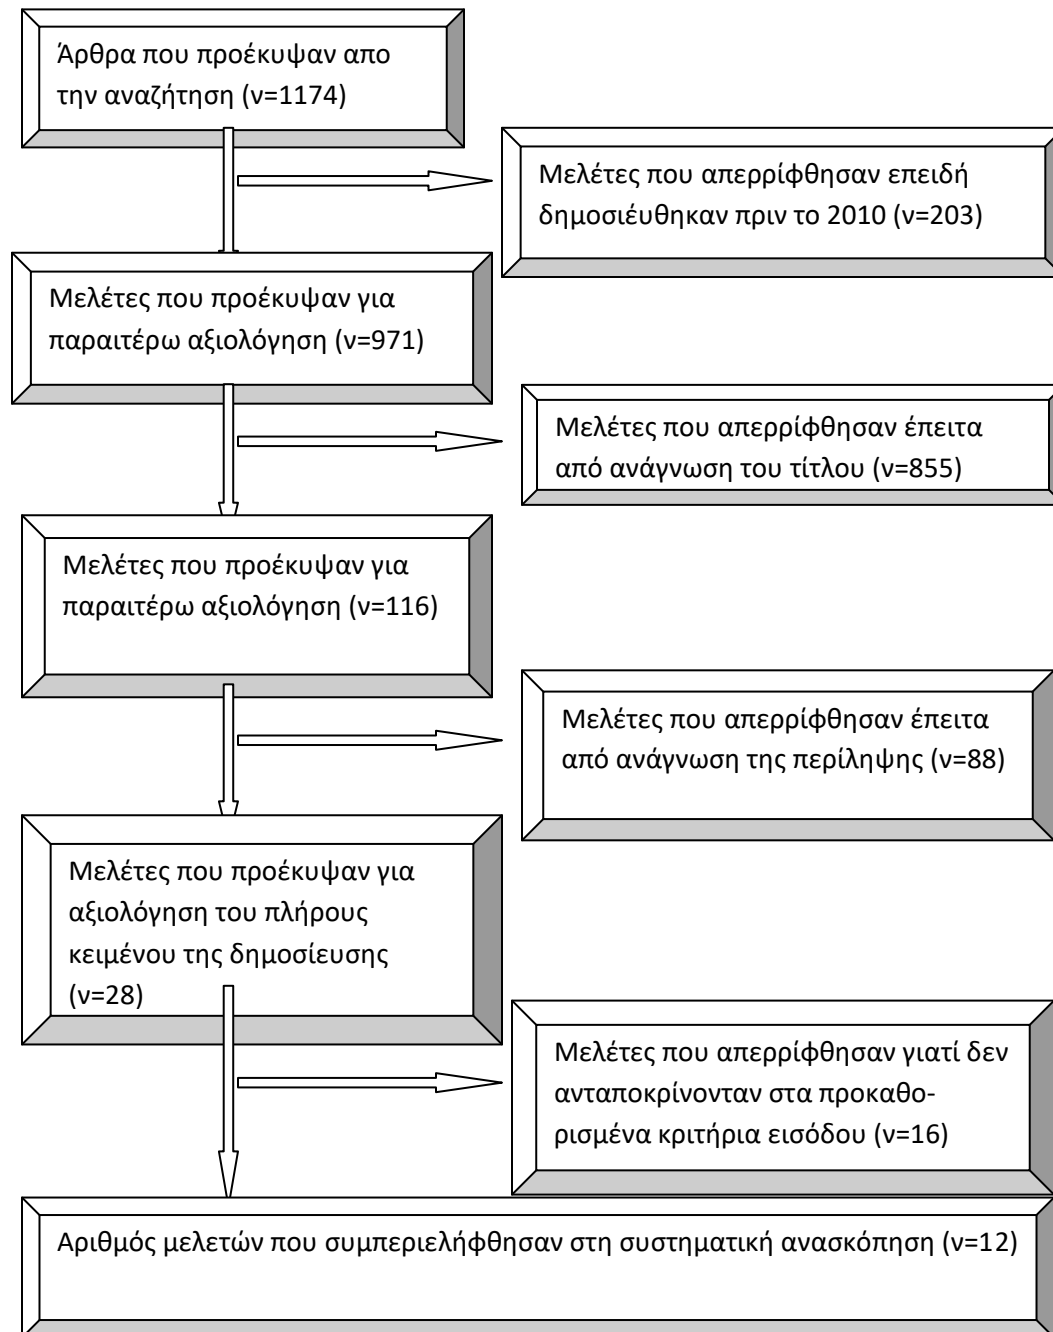 Άρθρα που προέκυψαν απο
την αναζήτηση (ν=1174)
Μελέτες που απερρίφθησαν επειδή
δημοσιέυθηκαν πριν το 2010 (ν=203)
Μελέτες που προέκυψαν για
παραιτέρω αξιολόγηση (ν=971)
Μελέτες που απερρίφθησαν έπειτα
από ανάγνωση του τίτλου (ν=855)
Μελέτες που προέκυψαν για
παραιτέρω αξιολόγηση (ν=116)
Μελέτες που απερρίφθησαν έπειτα
από ανάγνωση της περίληψης (ν=88)
Μελέτες που προέκυψαν για
αξιολόγηση του πλήρους
κειμένου της δημοσίευσης
(ν=28)
Μελέτες που απερρίφθησαν γιατί δεν
ανταποκρίνονταν στα προκαθο-
ρισμένα κριτήρια εισόδου (ν=16)
Αριθμός μελετών που συμπεριελήφθησαν στη συστηματική ανασκόπηση (ν=12)